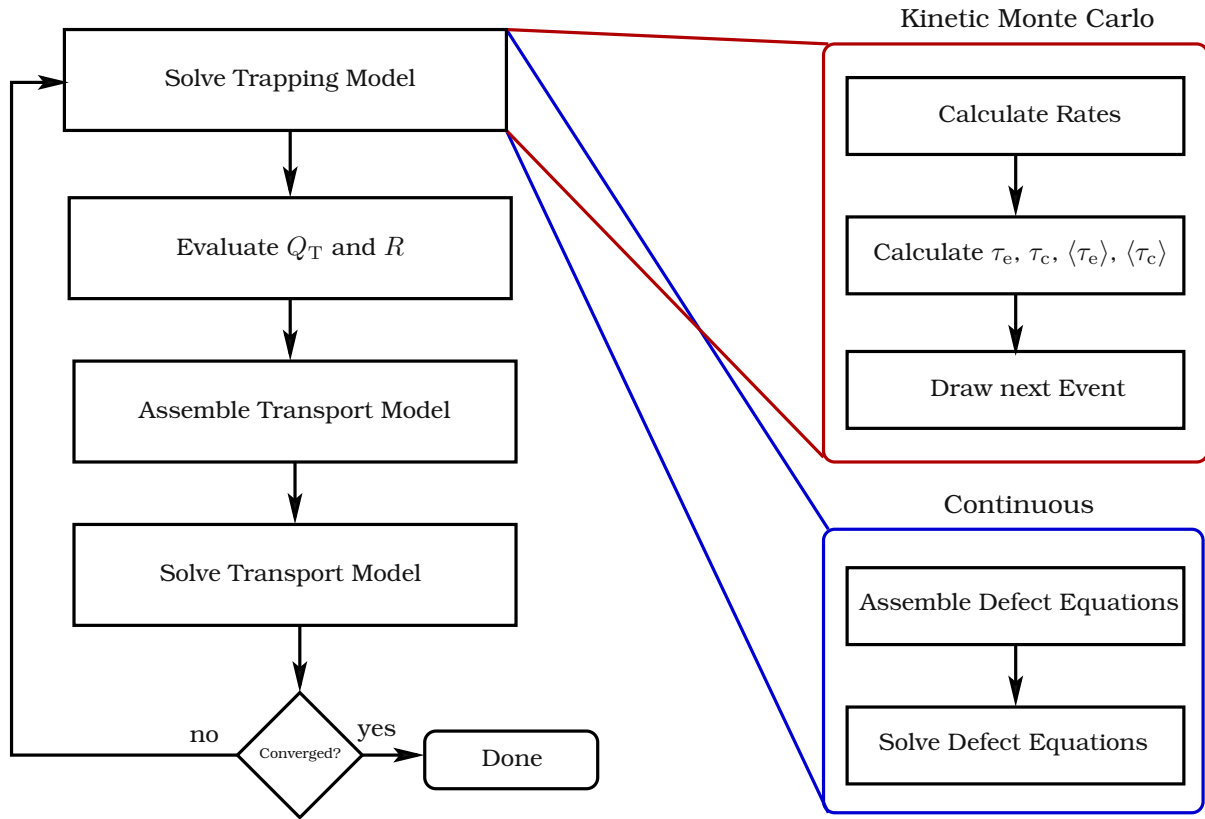 Solve Trapping Model
Evaluate Q_T and R
Assemble Transport Model
Solve Transport Model
Converged?
no
yes
Done
Kinetic Monte Carlo
Calculate Rates
Calculate τ_e, τ_c, ⟨τ_e⟩, ⟨τ_c⟩
Draw next Event
Continuous
Assemble Defect Equations
Solve Defect Equations